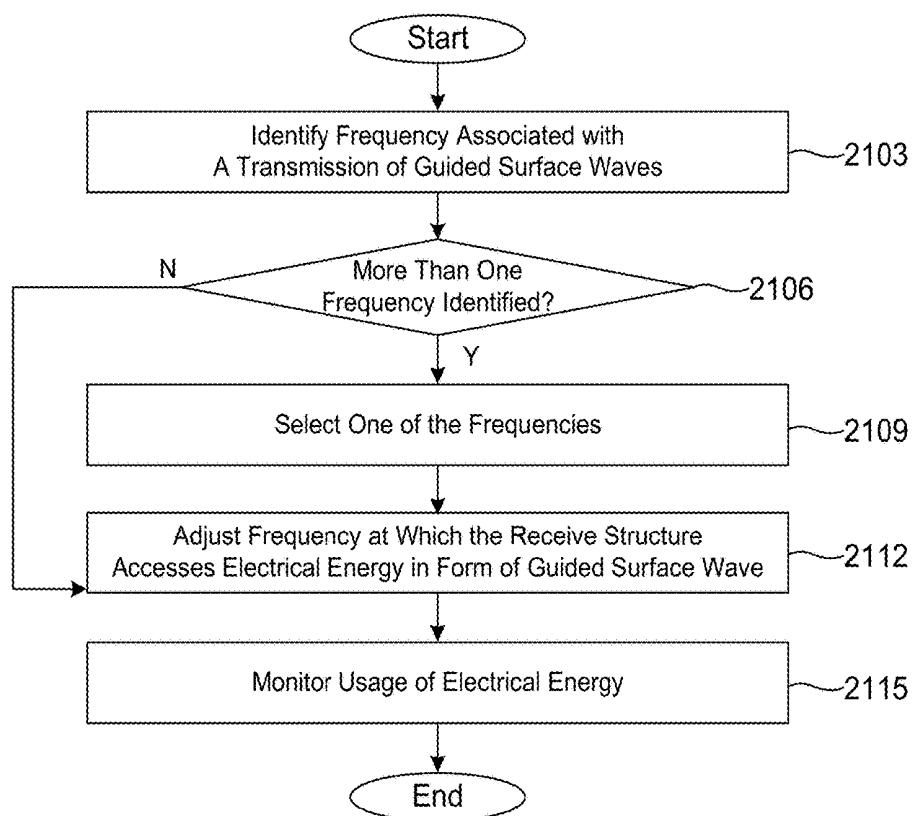 Start
Identify Frequency Associated with
A Transmission of Guided Surface Waves
2103
N
More Than One
Frequency Identified?
2106
Y
Select One of the Frequencies
2109
Adjust Frequency at Which the Receive Structure
Accesses Electrical Energy in Form of Guided Surface Wave
2112
Monitor Usage of Electrical Energy
2115
End